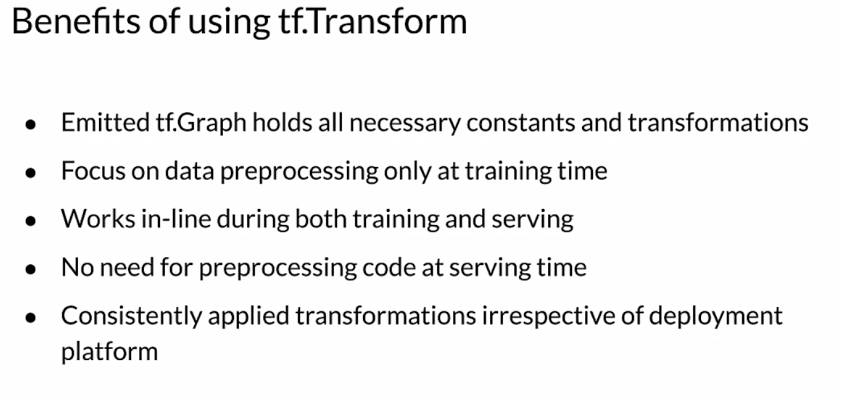 Benefits of using tf.Transform
● Emitted tf.Graph holds all necessary constants and transformations
● Focus on data preprocessing only at training time
● Works in-line during both training and serving
● No need for preprocessing code at serving time
● Consistently applied transformations irrespective of deployment
platform